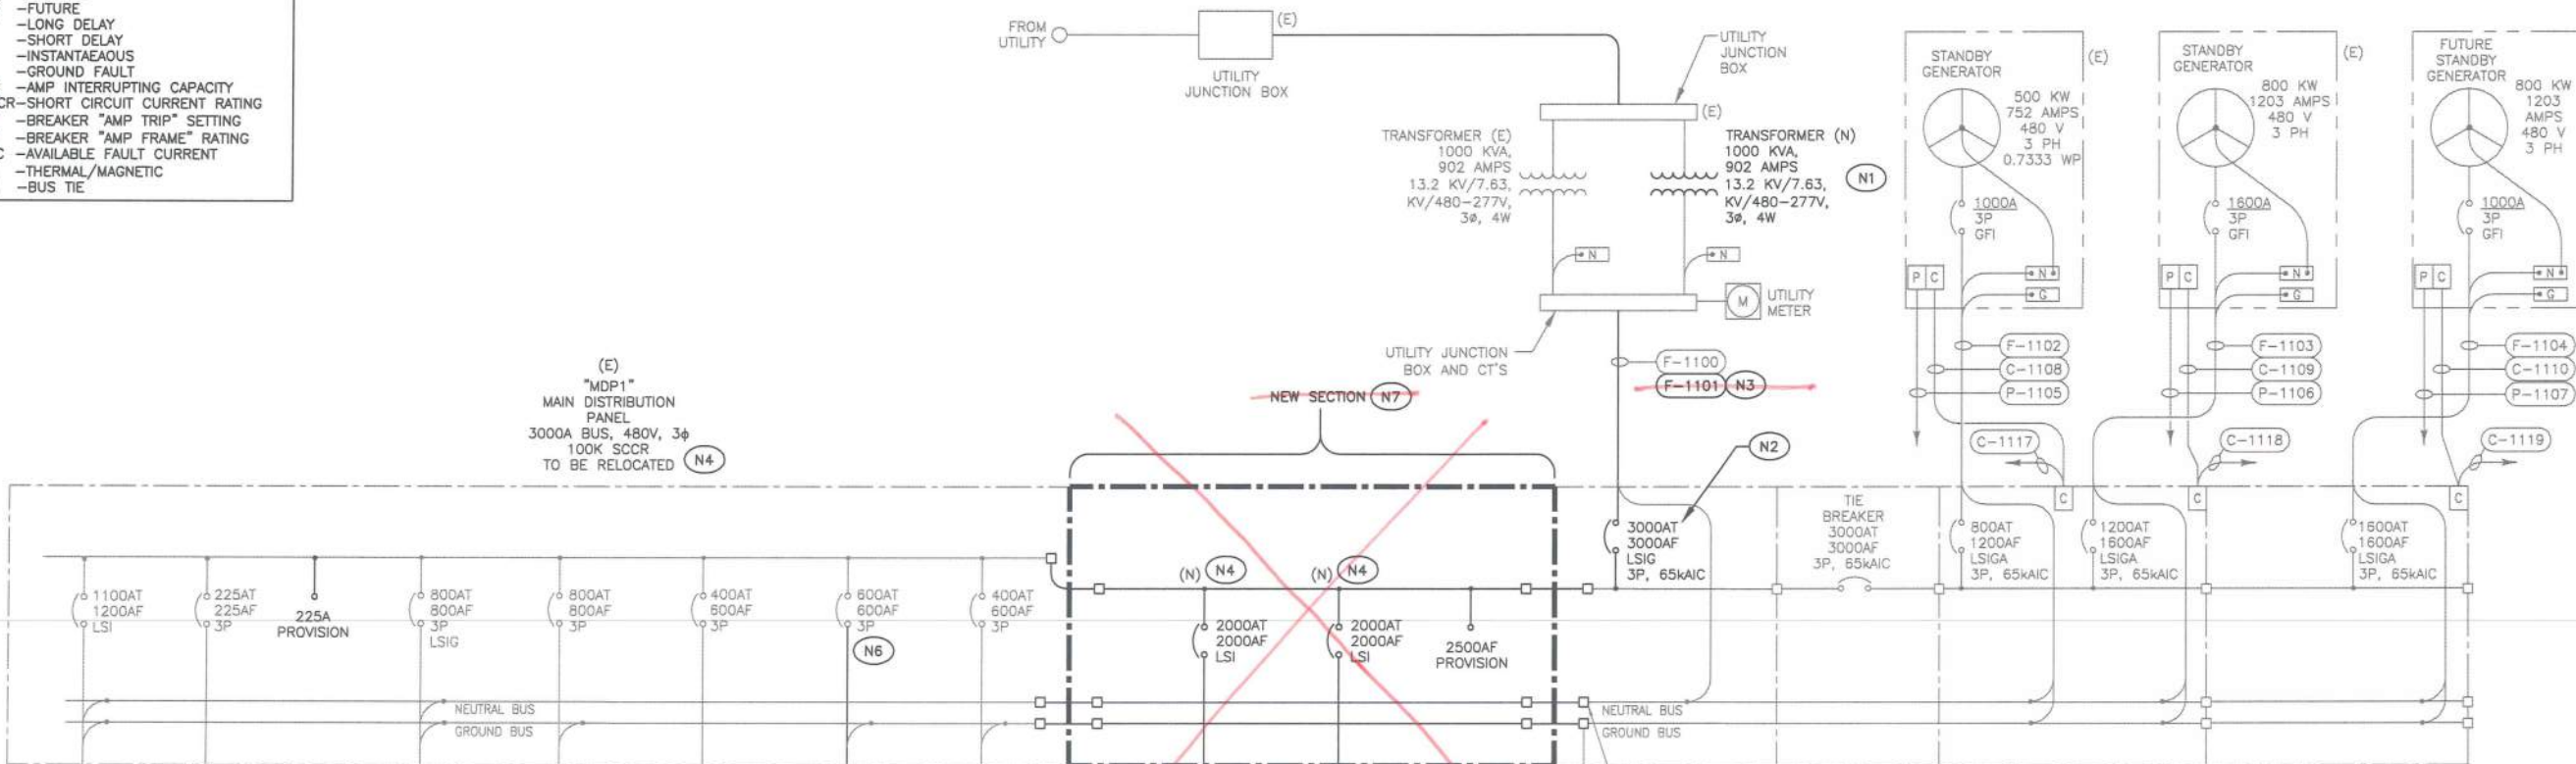 -FUTURE
-LONG DELAY
-SHORT DELAY
-INSTANTAEAOUS
-GROUND FAULT
-AMP INTERRUPTING CAPACITY
CR-SHORT CIRCUIT CURRENT RATING
-BREAKER "AMP TRIP" SETTING
-BREAKER "AMP FRAME" RATING
C -AVAILABLE FAULT CURRENT
-THERMAL/MAGNETIC
-BUS TIE
FROM
UTILITY
(E)
UTILITY
JUNCTION BOX
UTILITY
JUNCTION
BOX
(E)
TRANSFORMER (E)
1000 KVA,
902 AMPS
13.2 KV/7.63,
KV/480-277V,
3ø, 4W
TRANSFORMER (N)
1000 KVA,
902 AMPS
13.2 KV/7.63,
KV/480-277V,
3ø, 4W
N1
N
N
M
UTILITY
METER
UTILITY JUNCTION
BOX AND CT'S
F-1100
F-1101
N3
STANDBY
GENERATOR
(E)
500 KW
752 AMPS
480 V
3 PH
0.7333 WP
1000A
3P
GFI
P C
N
G
F-1102
C-1108
P-1105
C-1117
STANDBY
GENERATOR
(E)
800 KW
1203 AMPS
480 V
3 PH
1600A
3P
GFI
P C
N
G
F-1103
C-1109
P-1106
C-1118
FUTURE
STANDBY
GENERATOR
800 KW
1203
AMPS
480 V
3 PH
1000A
3P
GFI
P C
N
G
F-1104
C-1110
P-1107
C-1119
(E)
"MDP1"
MAIN DISTRIBUTION
PANEL
3000A BUS, 480V, 3ϕ
100K SCCR
TO BE RELOCATED
N4
NEW SECTION
N7
N2
1100AT
1200AF
LSI
225AT
225AF
3P
225A
PROVISION
800AT
800AF
3P
LSIG
800AT
800AF
3P
400AT
600AF
3P
600AT
600AF
3P
N6
400AT
600AF
3P
(N)
N4
2000AT
2000AF
LSI
(N)
N4
2000AT
2000AF
LSI
2500AF
PROVISION
3000AT
3000AF
LSIG
3P, 65kAIC
TIE
BREAKER
3000AT
3000AF
3P, 65kAIC
C
800AT
1200AF
LSIGA
3P, 65kAIC
C
1200AT
1600AF
LSIGA
3P, 65kAIC
C
1600AT
1600AF
LSIGA
3P, 65kAIC
NEUTRAL BUS
GROUND BUS
NEUTRAL BUS
GROUND BUS